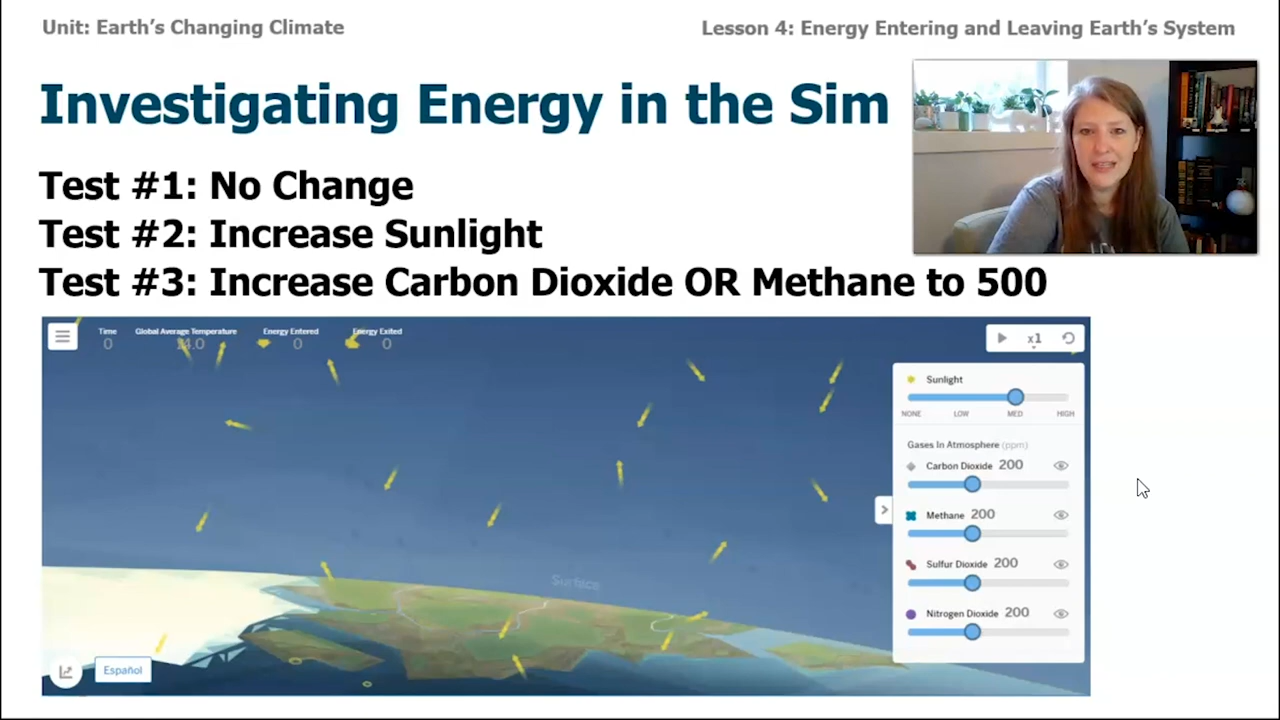 Unit: Earth's Changing Climate
Lesson 4: Energy Entering and Leaving Earth's System
Investigating Energy in the Sim
Test #1: No Change
Test #2: Increase Sunlight
Test #3: Increase Carbon Dioxide OR Methane to 500
Time
0
Global Average Temperature
14.0
Energy Entered
0
Energy Exited
0
x1
Sunlight
NONE LOW MED HIGH
Gases In Atmosphere (ppm)
Carbon Dioxide 200
Methane 200
Sulfur Dioxide 200
Nitrogen Dioxide 200
Surface
Español